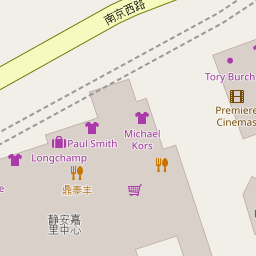 南京西路
Tory Burch
Premiere
Cinemas
Michael
Kors
Paul Smith
Longchamp
鼎泰丰
静安嘉
里中心